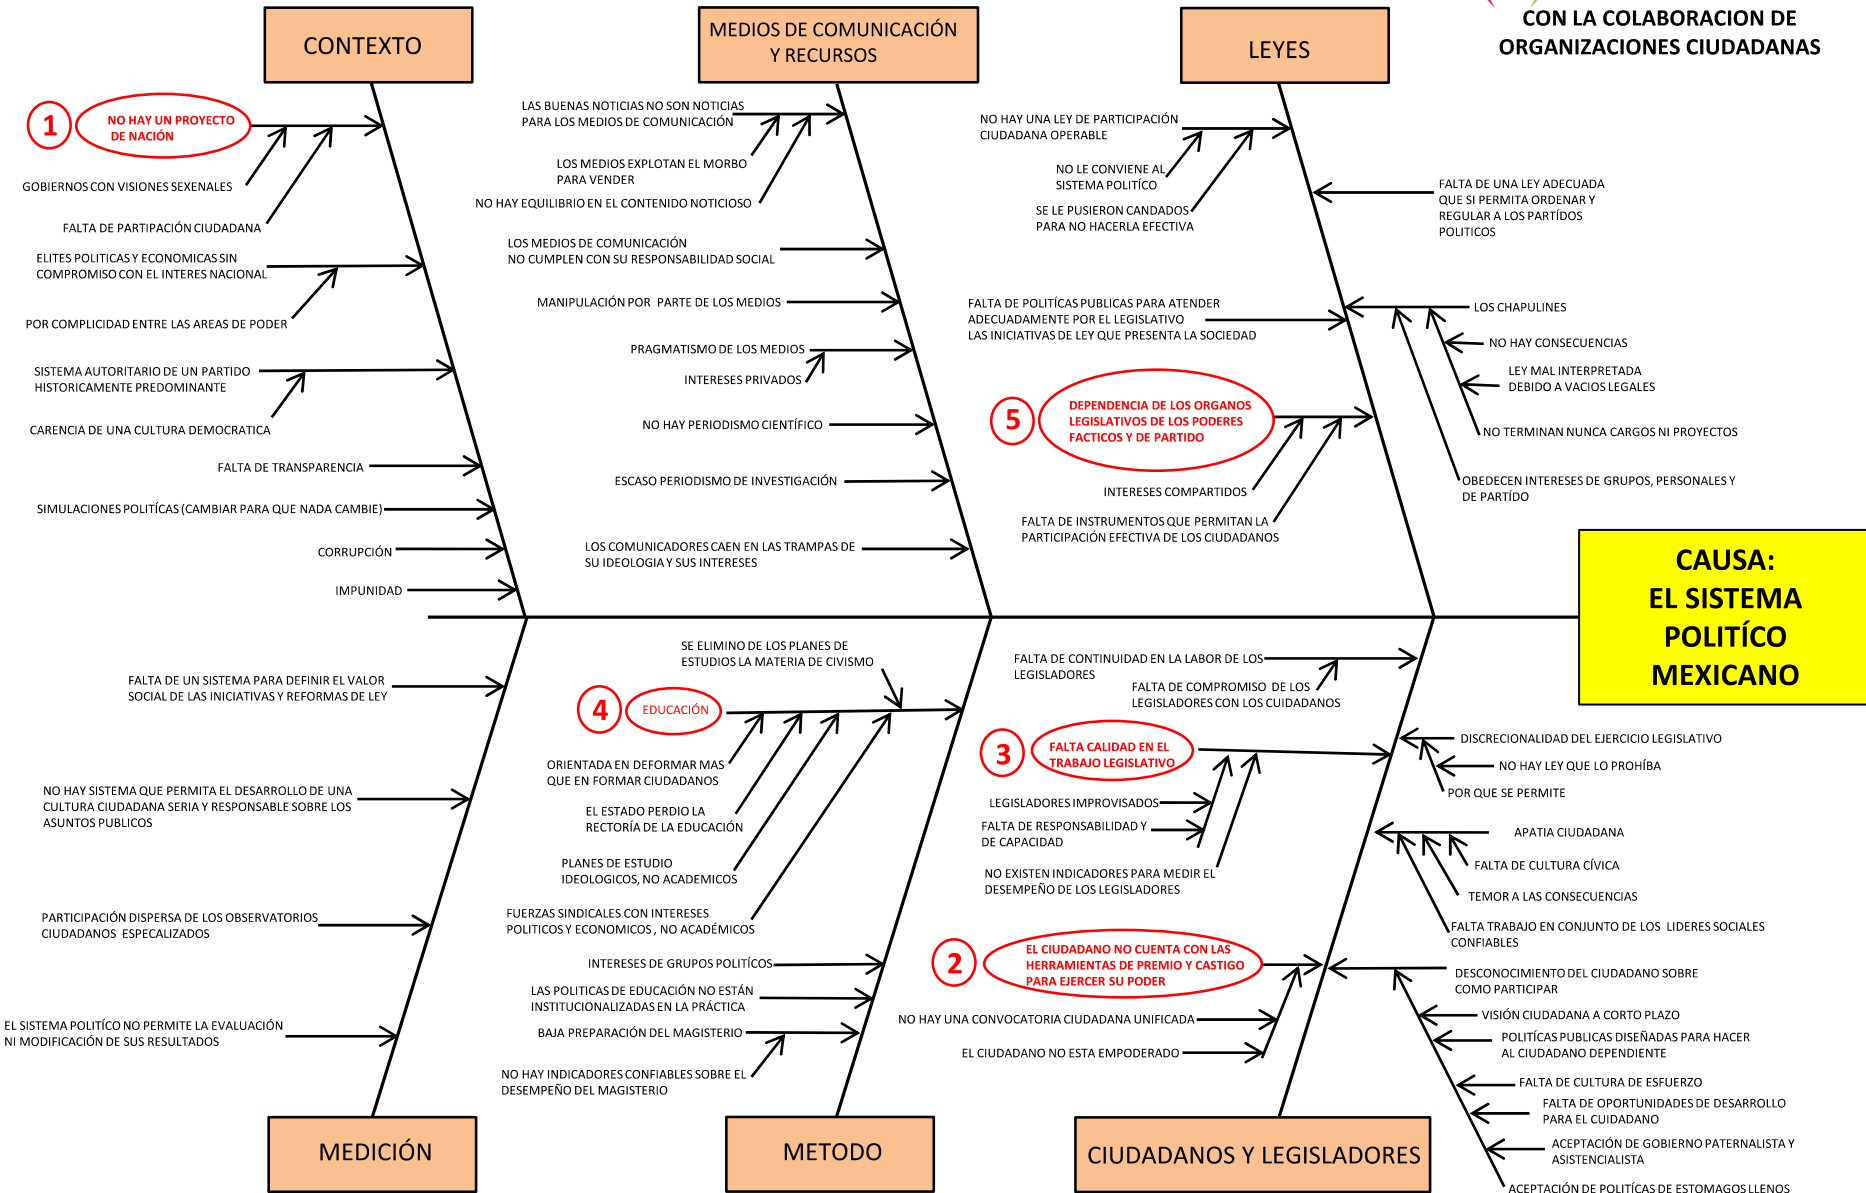 CON LA COLABORACION DE
ORGANIZACIONES CIUDADANAS
CONTEXTO
1
NO HAY UN PROYECTO
DE NACIÓN
GOBIERNOS CON VISIONES SEXENALES
FALTA DE PARTIPACIÓN CIUDADANA
ELITES POLITICAS Y ECONOMICAS SIN
COMPROMISO CON EL INTERES NACIONAL
POR COMPLICIDAD ENTRE LAS AREAS DE PODER
SISTEMA AUTORITARIO DE UN PARTIDO
HISTORICAMENTE PREDOMINANTE
CARENCIA DE UNA CULTURA DEMOCRATICA
FALTA DE TRANSPARENCIA
SIMULACIONES POLITÍCAS (CAMBIAR PARA QUE NADA CAMBIE)
CORRUPCIÓN
IMPUNIDAD
MEDIOS DE COMUNICACIÓN
Y RECURSOS
LAS BUENAS NOTICIAS NO SON NOTICIAS
PARA LOS MEDIOS DE COMUNICACIÓN
LOS MEDIOS EXPLOTAN EL MORBO
PARA VENDER
NO HAY EQUILIBRIO EN EL CONTENIDO NOTICIOSO
LOS MEDIOS DE COMUNICACIÓN
NO CUMPLEN CON SU RESPONSABILIDAD SOCIAL
MANIPULACIÓN POR PARTE DE LOS MEDIOS
PRAGMATISMO DE LOS MEDIOS
INTERESES PRIVADOS
NO HAY PERIODISMO CIENTÍFICO
ESCASO PERIODISMO DE INVESTIGACIÓN
LOS COMUNICADORES CAEN EN LAS TRAMPAS DE
SU IDEOLOGIA Y SUS INTERESES
LEYES
NO HAY UNA LEY DE PARTICIPACIÓN
CIUDADANA OPERABLE
NO LE CONVIENE AL
SISTEMA POLITÍCO
SE LE PUSIERON CANDADOS
PARA NO HACERLA EFECTIVA
FALTA DE UNA LEY ADECUADA
QUE SI PERMITA ORDENAR Y
REGULAR A LOS PARTÍDOS
POLITICOS
FALTA DE POLITÍCAS PUBLICAS PARA ATENDER
ADECUADAMENTE POR EL LEGISLATIVO
LAS INICIATIVAS DE LEY QUE PRESENTA LA SOCIEDAD
LOS CHAPULINES
NO HAY CONSECUENCIAS
LEY MAL INTERPRETADA
DEBIDO A VACIOS LEGALES
NO TERMINAN NUNCA CARGOS NI PROYECTOS
OBEDECEN INTERESES DE GRUPOS, PERSONALES Y
DE PARTÍDO
5
DEPENDENCIA DE LOS ORGANOS
LEGISLATIVOS DE LOS PODERES
FACTICOS Y DE PARTIDO
INTERESES COMPARTIDOS
FALTA DE INSTRUMENTOS QUE PERMITAN LA
PARTICIPACIÓN EFECTIVA DE LOS CIUDADANOS
CAUSA:
EL SISTEMA
POLITÍCO
MEXICANO
FALTA DE UN SISTEMA PARA DEFINIR EL VALOR
SOCIAL DE LAS INICIATIVAS Y REFORMAS DE LEY
NO HAY SISTEMA QUE PERMITA EL DESARROLLO DE UNA
CULTURA CIUDADANA SERIA Y RESPONSABLE SOBRE LOS
ASUNTOS PUBLICOS
PARTICIPACIÓN DISPERSA DE LOS OBSERVATORIOS
CIUDADANOS ESPECALIZADOS
EL SISTEMA POLITÍCO NO PERMITE LA EVALUACIÓN
NI MODIFICACIÓN DE SUS RESULTADOS
MEDICIÓN
SE ELIMINO DE LOS PLANES DE
ESTUDIOS LA MATERIA DE CIVISMO
4
EDUCACIÓN
ORIENTADA EN DEFORMAR MAS
QUE EN FORMAR CIUDADANOS
EL ESTADO PERDIO LA
RECTORÍA DE LA EDUCACIÓN
PLANES DE ESTUDIO
IDEOLOGICOS, NO ACADEMICOS
FUERZAS SINDICALES CON INTERESES
POLITICOS Y ECONOMICOS , NO ACADÉMICOS
INTERESES DE GRUPOS POLITÍCOS
LAS POLITICAS DE EDUCACIÓN NO ESTÁN
INSTITUCIONALIZADAS EN LA PRÁCTICA
BAJA PREPARACIÓN DEL MAGISTERIO
NO HAY INDICADORES CONFIABLES SOBRE EL
DESEMPEÑO DEL MAGISTERIO
METODO
FALTA DE CONTINUIDAD EN LA LABOR DE LOS
LEGISLADORES
FALTA DE COMPROMISO DE LOS
LEGISLADORES CON LOS CUIDADANOS
3
FALTA CALIDAD EN EL
TRABAJO LEGISLATIVO
LEGISLADORES IMPROVISADOS
FALTA DE RESPONSABILIDAD Y
DE CAPACIDAD
NO EXISTEN INDICADORES PARA MEDIR EL
DESEMPEÑO DE LOS LEGISLADORES
DISCRECIONALIDAD DEL EJERCICIO LEGISLATIVO
NO HAY LEY QUE LO PROHÍBA
POR QUE SE PERMITE
APATIA CIUDADANA
FALTA DE CULTURA CÍVICA
TEMOR A LAS CONSECUENCIAS
FALTA TRABAJO EN CONJUNTO DE LOS LIDERES SOCIALES
CONFIABLES
2
EL CIUDADANO NO CUENTA CON LAS
HERRAMIENTAS DE PREMIO Y CASTIGO
PARA EJERCER SU PODER
NO HAY UNA CONVOCATORIA CIUDADANA UNIFICADA
EL CIUDADANO NO ESTA EMPODERADO
DESCONOCIMIENTO DEL CIUDADANO SOBRE
COMO PARTICIPAR
VISIÓN CIUDADANA A CORTO PLAZO
POLITÍCAS PUBLICAS DISEÑADAS PARA HACER
AL CIUDADANO DEPENDIENTE
FALTA DE CULTURA DE ESFUERZO
FALTA DE OPORTUNIDADES DE DESARROLLO
PARA EL CUIDADANO
ACEPTACIÓN DE GOBIERNO PATERNALISTA Y
ASISTENCIALISTA
ACEPTACIÓN DE POLITÍCAS DE ESTOMAGOS LLENOS
CIUDADANOS Y LEGISLADORES